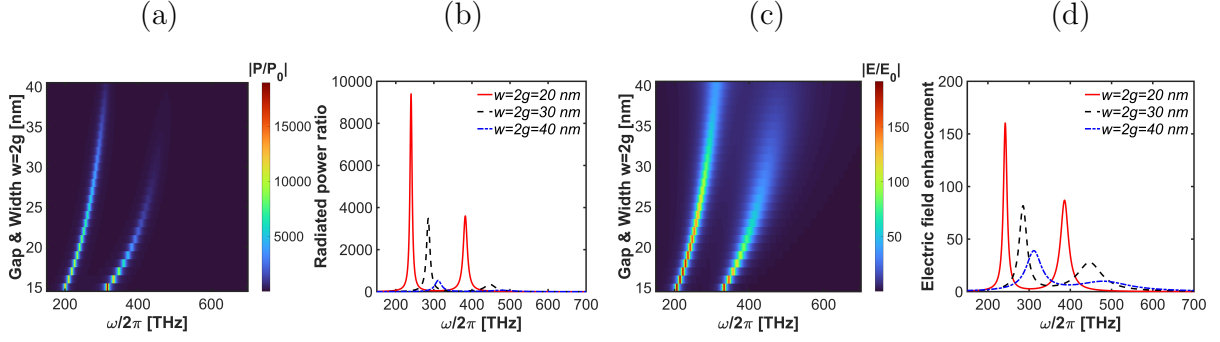 (a)
(b)
(c)
(d)
|P/P0|
Gap & Width w=2g [nm]
40
35
30
25
20
15
200
400
600
ω/2π [THz]
15000
10000
5000
Radiated power ratio
10000
8000
6000
4000
2000
0
200
300
400
500
600
700
ω/2π [THz]
w=2g=20 nm
w=2g=30 nm
w=2g=40 nm
|E/E0|
Gap & Width w=2g [nm]
40
35
30
25
20
15
200
400
600
ω/2π [THz]
150
100
50
0
Electric field enhancement
200
150
100
50
0
200
300
400
500
600
700
ω/2π [THz]
w=2g=20 nm
w=2g=30 nm
w=2g=40 nm